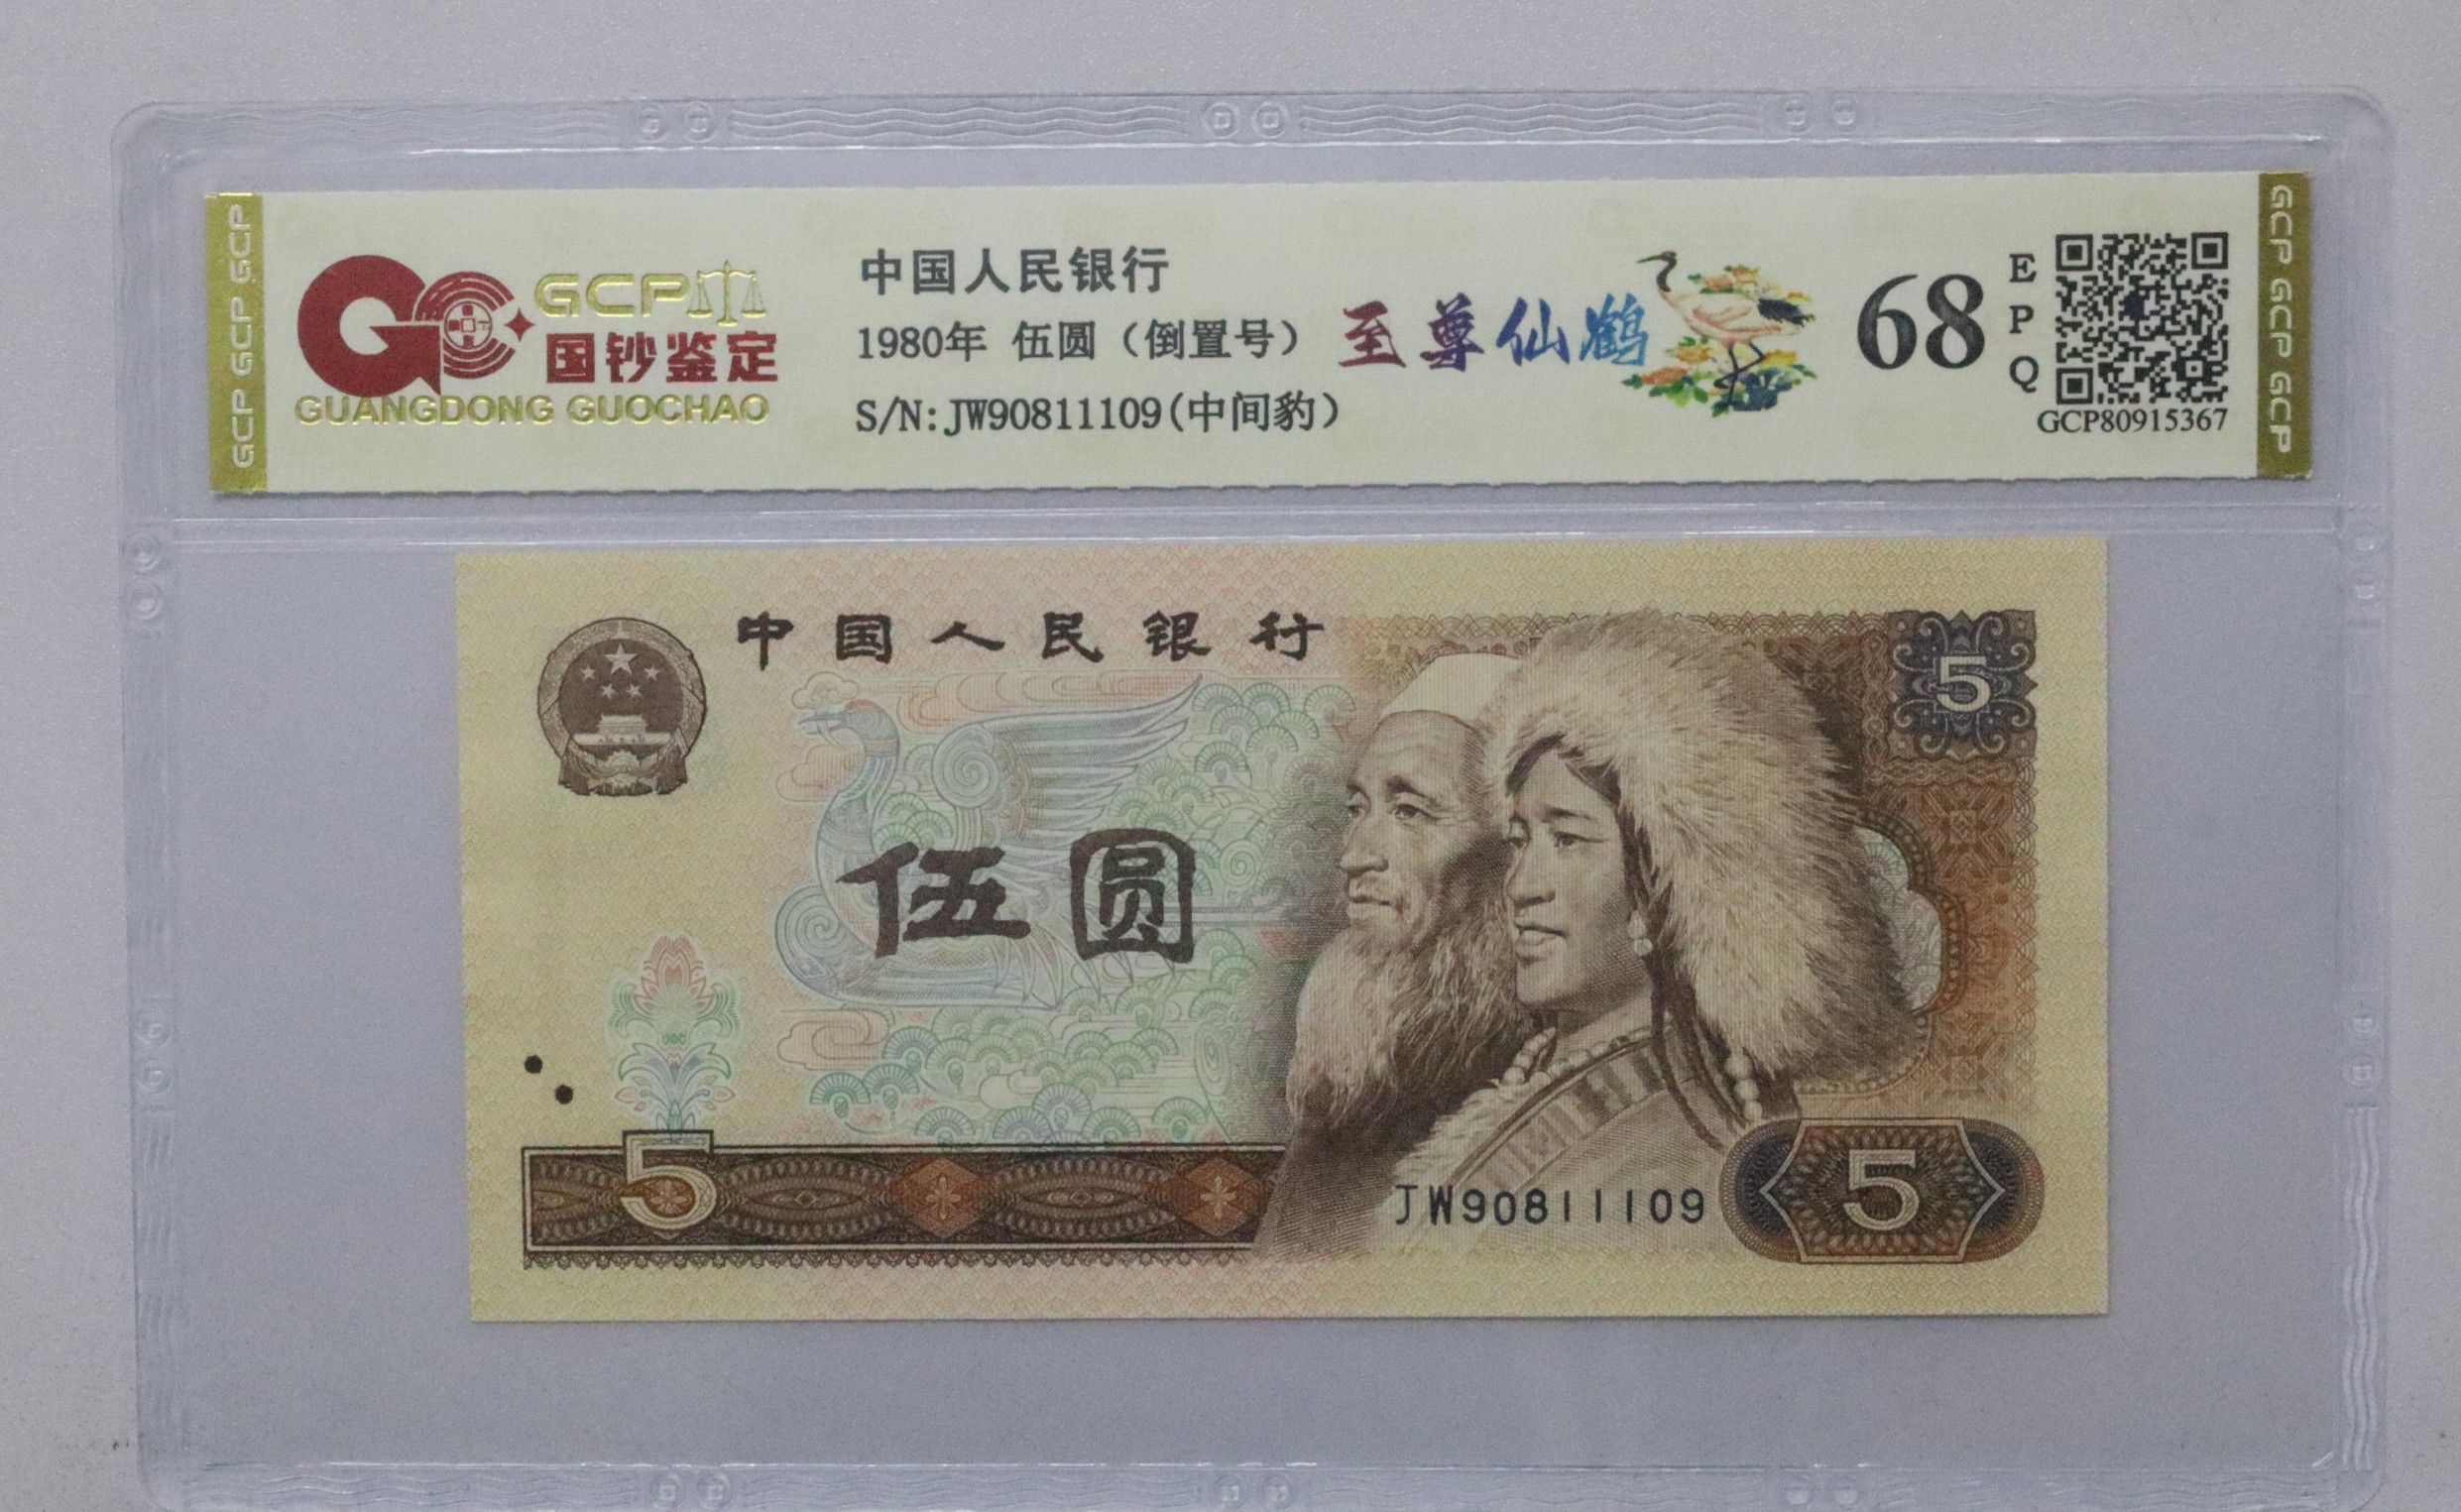 GCP GCP GCP
GCP
国钞鉴定
GUANGDONG GUOCHAO
中国人民银行
1980年 伍圆（倒置号）
S/N:JW90811109(中间豹）
至尊仙鹤
68
EPQ
GCP80915367
GCP GCP GCP
中国人民银行
5
伍圆
5
JW90811109
5